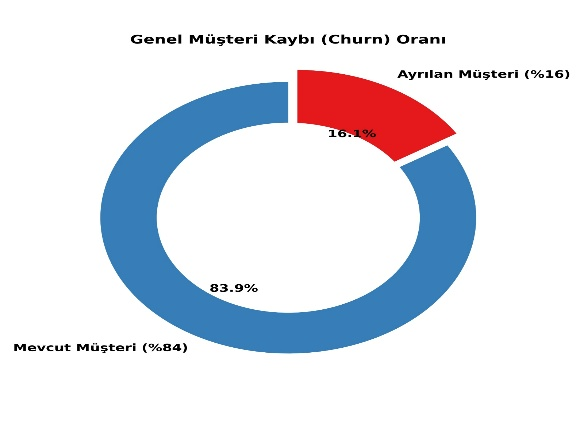 Genel Müşteri Kaybı (Churn) Oranı
Ayrılan Müşteri (%16)
16.1%
83.9%
Mevcut Müşteri (%84)